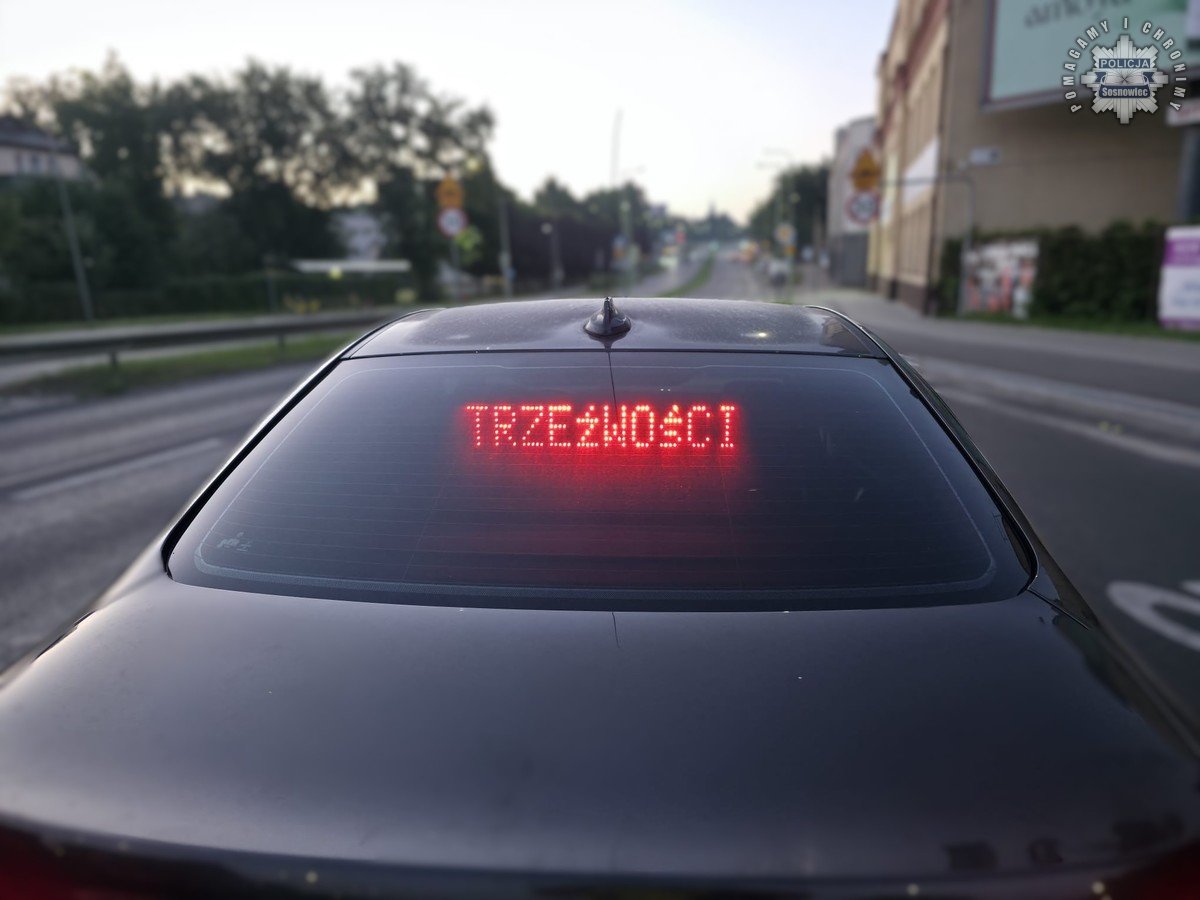 POMAGAMY I CHRONIMY
POLICJA
Sosnowiec
TRZEźWOśCI